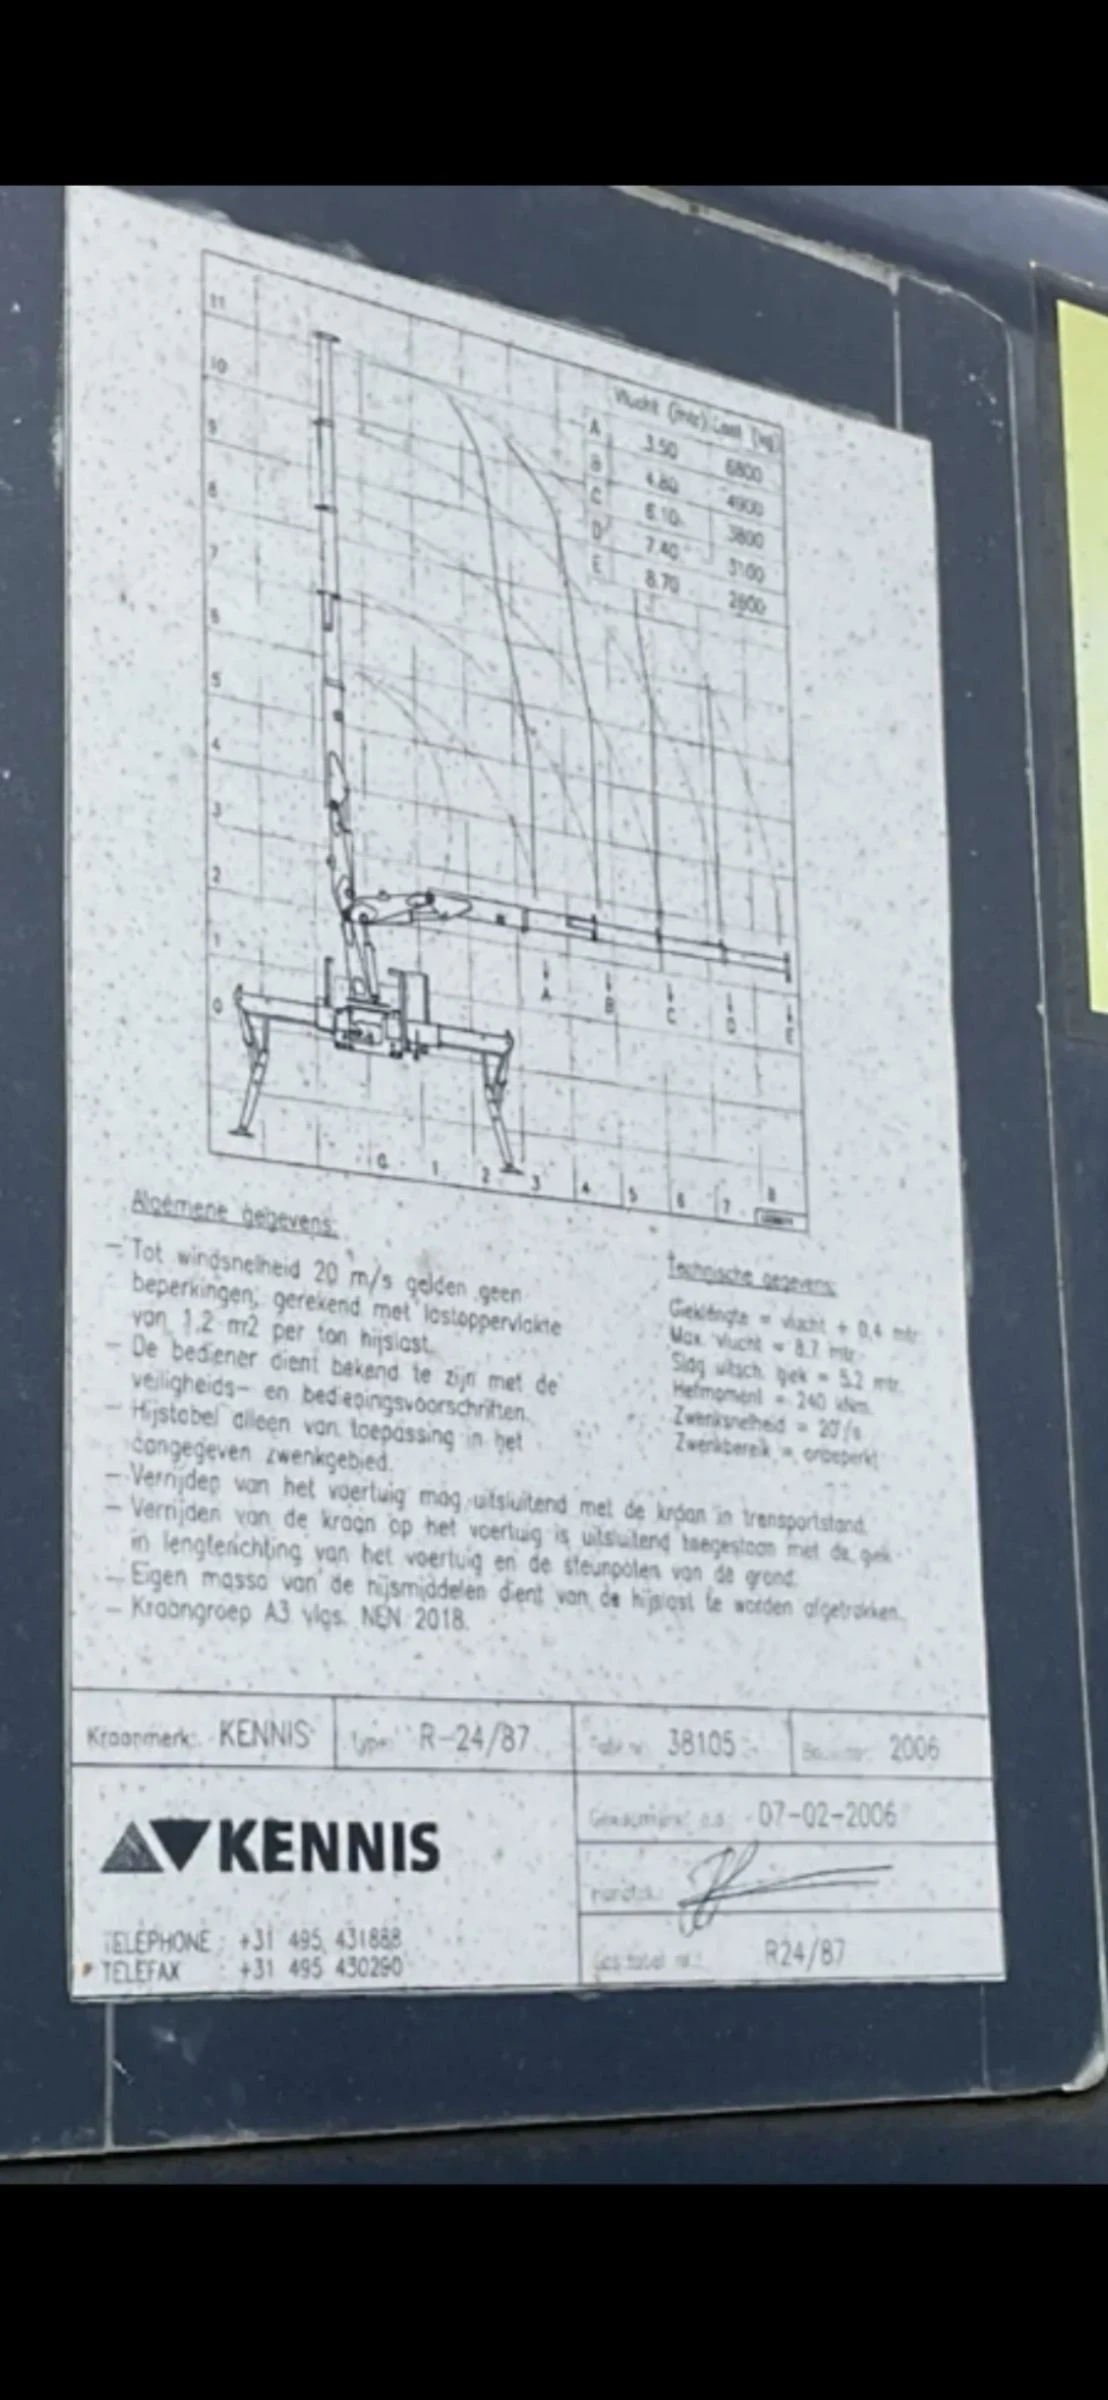 11
10
9
8
7
6
5
4
3
2
1
0
Vlucht (mtr) Last (kg)
A 3.50 6800
B 4.80 4900
C 6.10 3800
D 7.40 3100
E 8.70 2600
A B C D E
0 1 2 3 4 5 6 7 8
Algemene gegevens:
- Tot windsnelheid 20 m/s gelden geen
beperkingen, gerekend met lastoppervlakte
van 1,2 m2 per ton hijslast.
- De bediener dient bekend te zijn met de
veiligheids- en bedieningsvoorschriften.
- Hijstabel alleen van toepassing in het
aangegeven zwenkgebied.
- Verrijden van het voertuig mag uitsluitend met de kraan in transportstand.
- Verrijden van de kraan op het voertuig is uitsluitend toegestaan met de giek
in lengterichting van het voertuig en de steunpoten van de grond.
- Eigen massa van de hijsmiddelen dient van de hijslast te worden afgetrokken.
- Kraangroep A3 vlgs. NEN 2018.
Technische gegevens:
Gieklengte = vlucht + 0,4 mtr.
Max. vlucht = 8.7 mtr.
Slag uitsch. giek = 5.2 mtr.
Hefmoment = 240 kNm.
Zwenksnelheid = 20°/s
Zwenkbereik = onbeperkt
Kraanmerk: KENNIS
type: R-24/87
38105
2006
07-02-2006
KENNIS
TELEPHONE : +31 495 431888
TELEFAX : +31 495 430290
R24/87